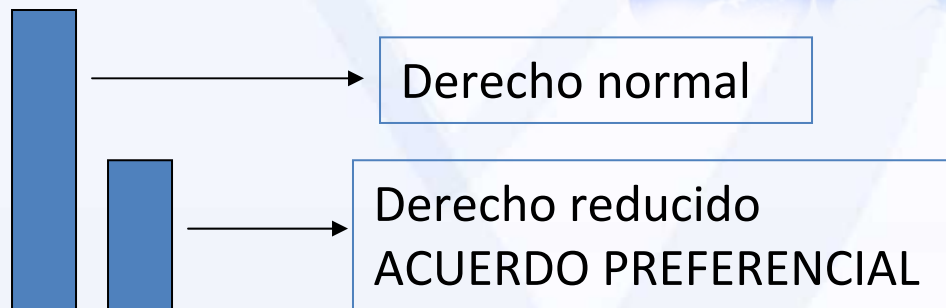 Derecho normal
Derecho reducido
ACUERDO PREFERENCIAL